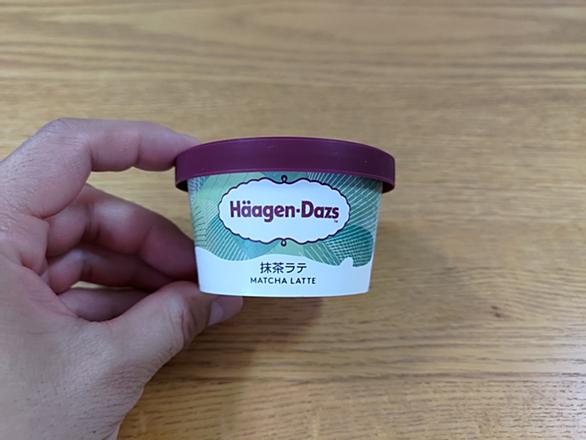 Häagen-Dazs
抹茶ラテ
MATCHA LATTE